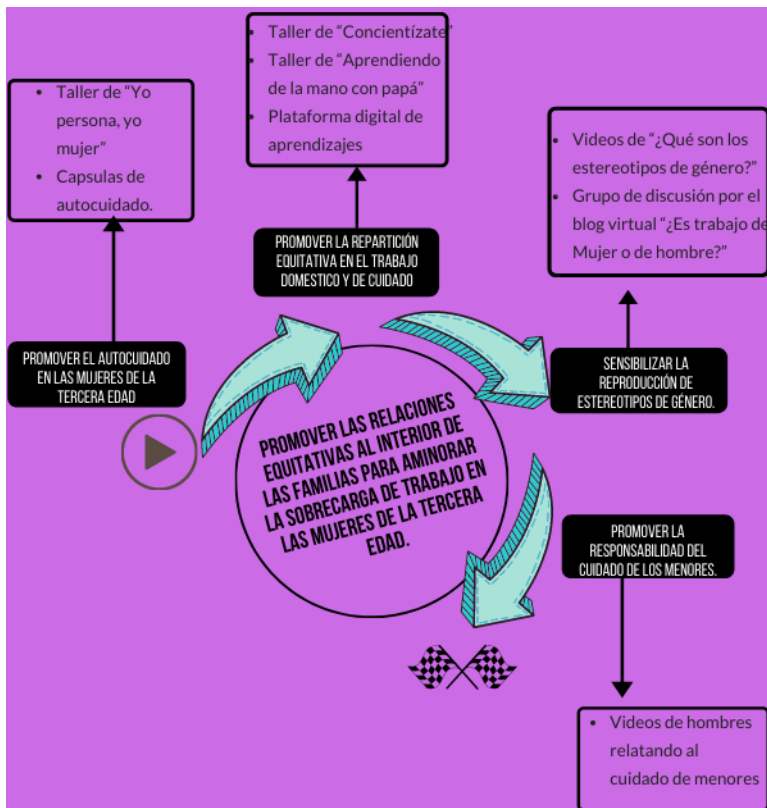 • Taller de “Concientízate”
• Taller de “Aprendiendo
de la mano con papá”
• Plataforma digital de
aprendizajes
• Taller de “Yo
persona, yo
mujer”
• Capsulas de
autocuidado.
• Videos de “¿Qué son los
estereotipos de género?”
• Grupo de discusión por el
blog virtual “¿Es trabajo de
Mujer o de hombre?”
PROMOVER LA REPARTICIÓN
EQUITATIVA EN EL TRABAJO
DOMESTICO Y DE CUIDADO
PROMOVER EL AUTOCUIDADO
EN LAS MUJERES DE LA
TERCERA EDAD
SENSIBILIZAR LA
REPRODUCCIÓN DE
ESTEREOTIPOS DE GÉNERO.
PROMOVER LAS RELACIONES
EQUITATIVAS AL INTERIOR DE
LAS FAMILIAS PARA AMINORAR
LA SOBRECARGA DE TRABAJO EN
LAS MUJERES DE LA TERCERA
EDAD.
PROMOVER LA
RESPONSABILIDAD DEL
CUIDADO DE LOS MENORES.
• Videos de hombres
relatando al
cuidado de menores